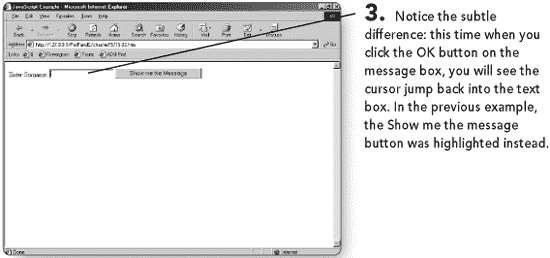 JavaScript Example - Microsoft Internet Explorer
File Edit View Favorites Tools Help
Back Stop Refresh Home Search Favorites History Mail Print Edit Discuss
Address
Go
Links
Enter Surname: Show me the Message
Done
Internet
3. Notice the subtle
difference: this time when you
click the OK button on the
message box, you will see the
cursor jump back into the text
box. In the previous example,
the Show me the message
button was highlighted instead.